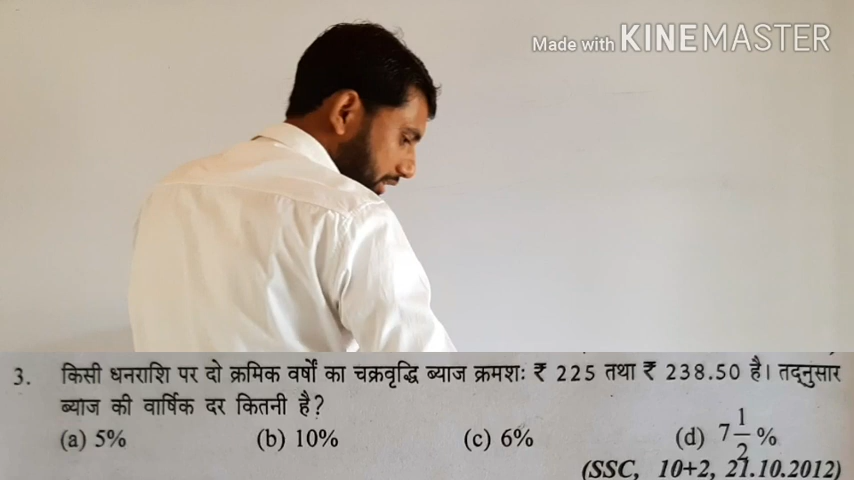 Made with KINEMASTER
3. किसी धनराशि पर दो क्रमिक वर्षों का चक्रवृद्धि ब्याज क्रमशः ₹ 225 तथा ₹ 238.50 है। तद्नुसार
ब्याज की वार्षिक दर कितनी है?
(a) 5% (b) 10% (c) 6% (d) 7 1/2 %
(SSC, 10+2, 21.10.2012)